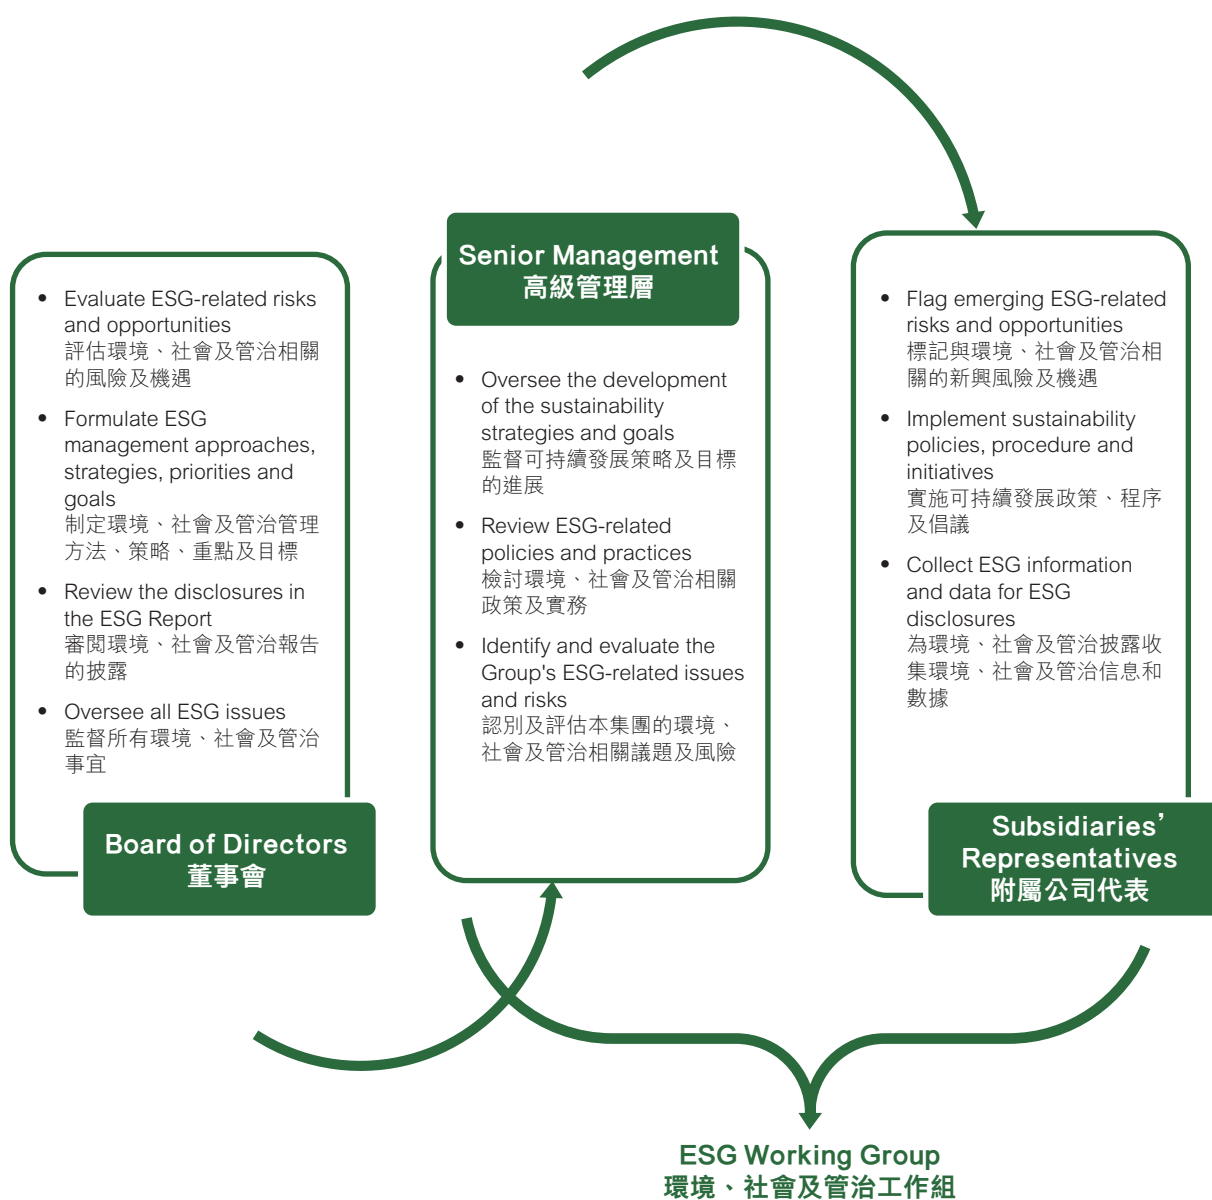 • Evaluate ESG-related risks
and opportunities
評估環境、社會及管治相關
的風險及機遇
• Formulate ESG
management approaches,
strategies, priorities and
goals
制定環境、社會及管治管理
方法、策略、重點及目標
• Review the disclosures in
the ESG Report
審閱環境、社會及管治報告
的披露
• Oversee all ESG issues
監督所有環境、社會及管治
事宜
Board of Directors
董事會
Senior Management
高級管理層
• Oversee the development
of the sustainability
strategies and goals
監督可持續發展策略及目標
的進展
• Review ESG-related
policies and practices
檢討環境、社會及管治相關
政策及實務
• Identify and evaluate the
Group's ESG-related issues
and risks
認別及評估本集團的環境、
社會及管治相關議題及風險
• Flag emerging ESG-related
risks and opportunities
標記與環境、社會及管治相
關的新興風險及機遇
• Implement sustainability
policies, procedure and
initiatives
實施可持續發展政策、程序
及倡議
• Collect ESG information
and data for ESG
disclosures
為環境、社會及管治披露收
集環境、社會及管治信息和
數據
Subsidiaries’
Representatives
附屬公司代表
ESG Working Group
環境、社會及管治工作組